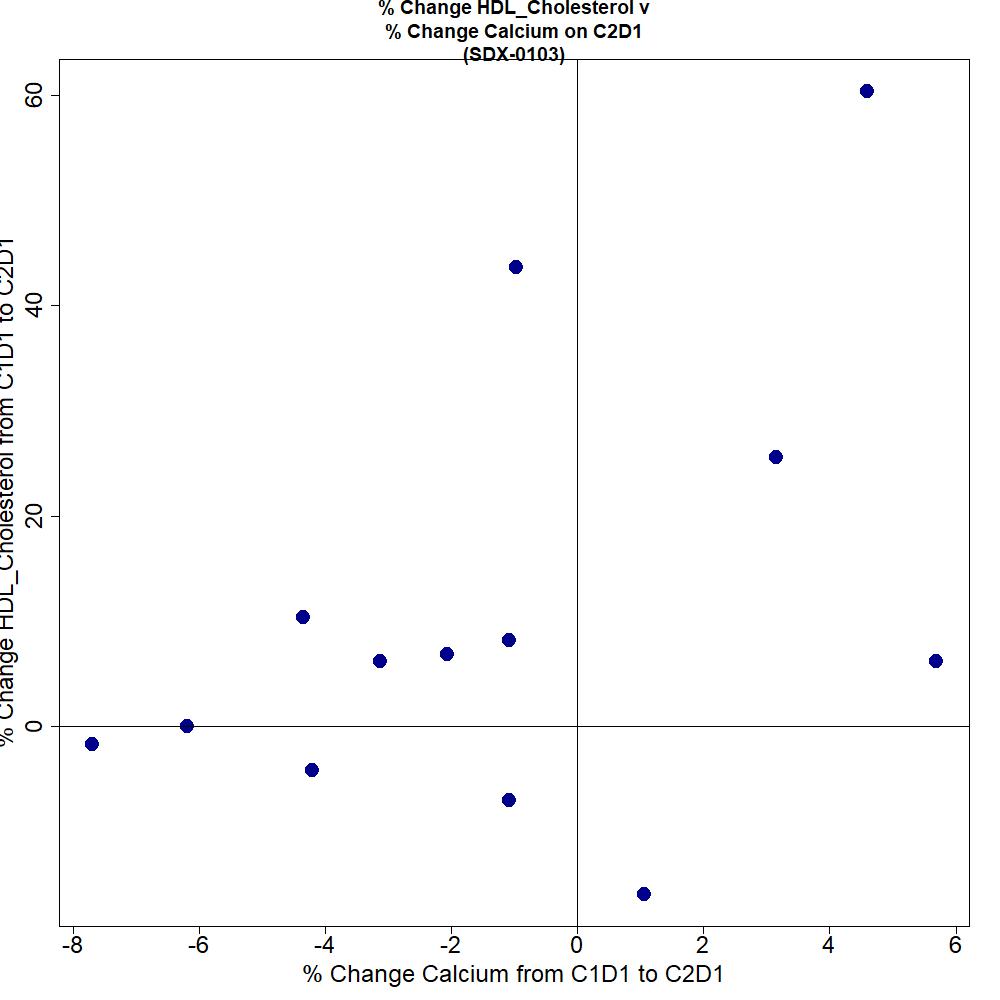 % Change HDL_Cholesterol v
% Change Calcium on C2D1
(SDX-0103)
% Change HDL_Cholesterol from C1D1 to C2D1
60
40
20
0
-8 -6 -4 -2 0 2 4 6
% Change Calcium from C1D1 to C2D1